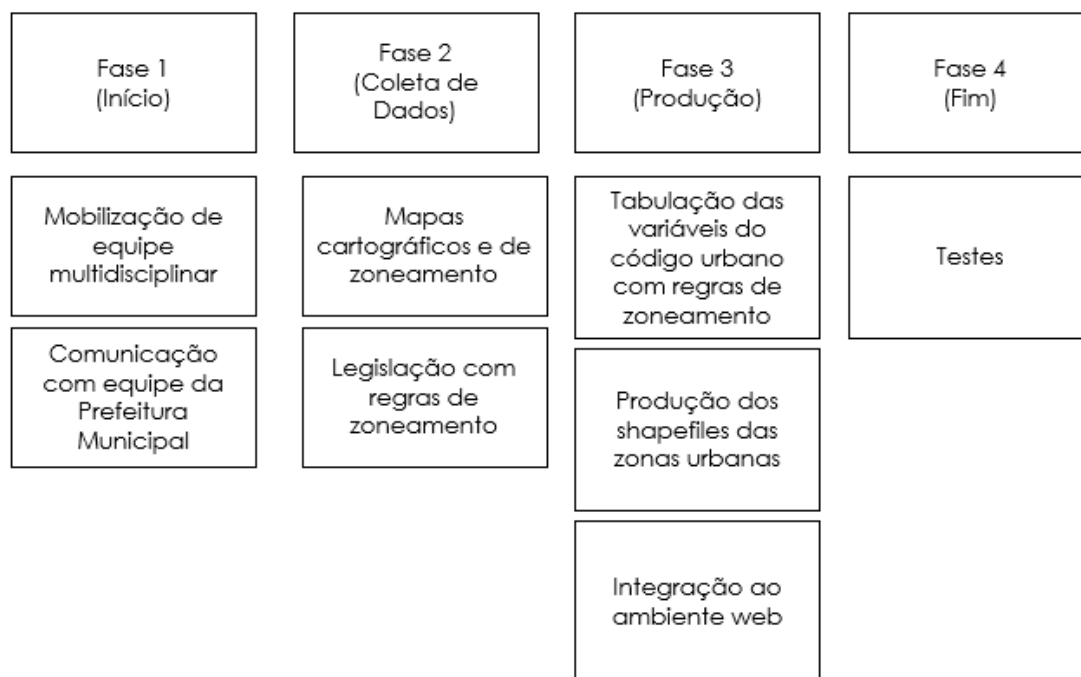 Fase 1
(Início)
Fase 2
(Coleta de
Dados)
Fase 3
(Produção)
Fase 4
(Fim)
Mobilização de
equipe
multidisciplinar
Mapas
cartográficos e de
zoneamento
Tabulação das
variáveis do
código urbano
com regras de
zoneamento
Testes
Comunicação
com equipe da
Prefeitura
Municipal
Legislação com
regras de
zoneamento
Produção dos
shapefiles das
zonas urbanas
Integração ao
ambiente web